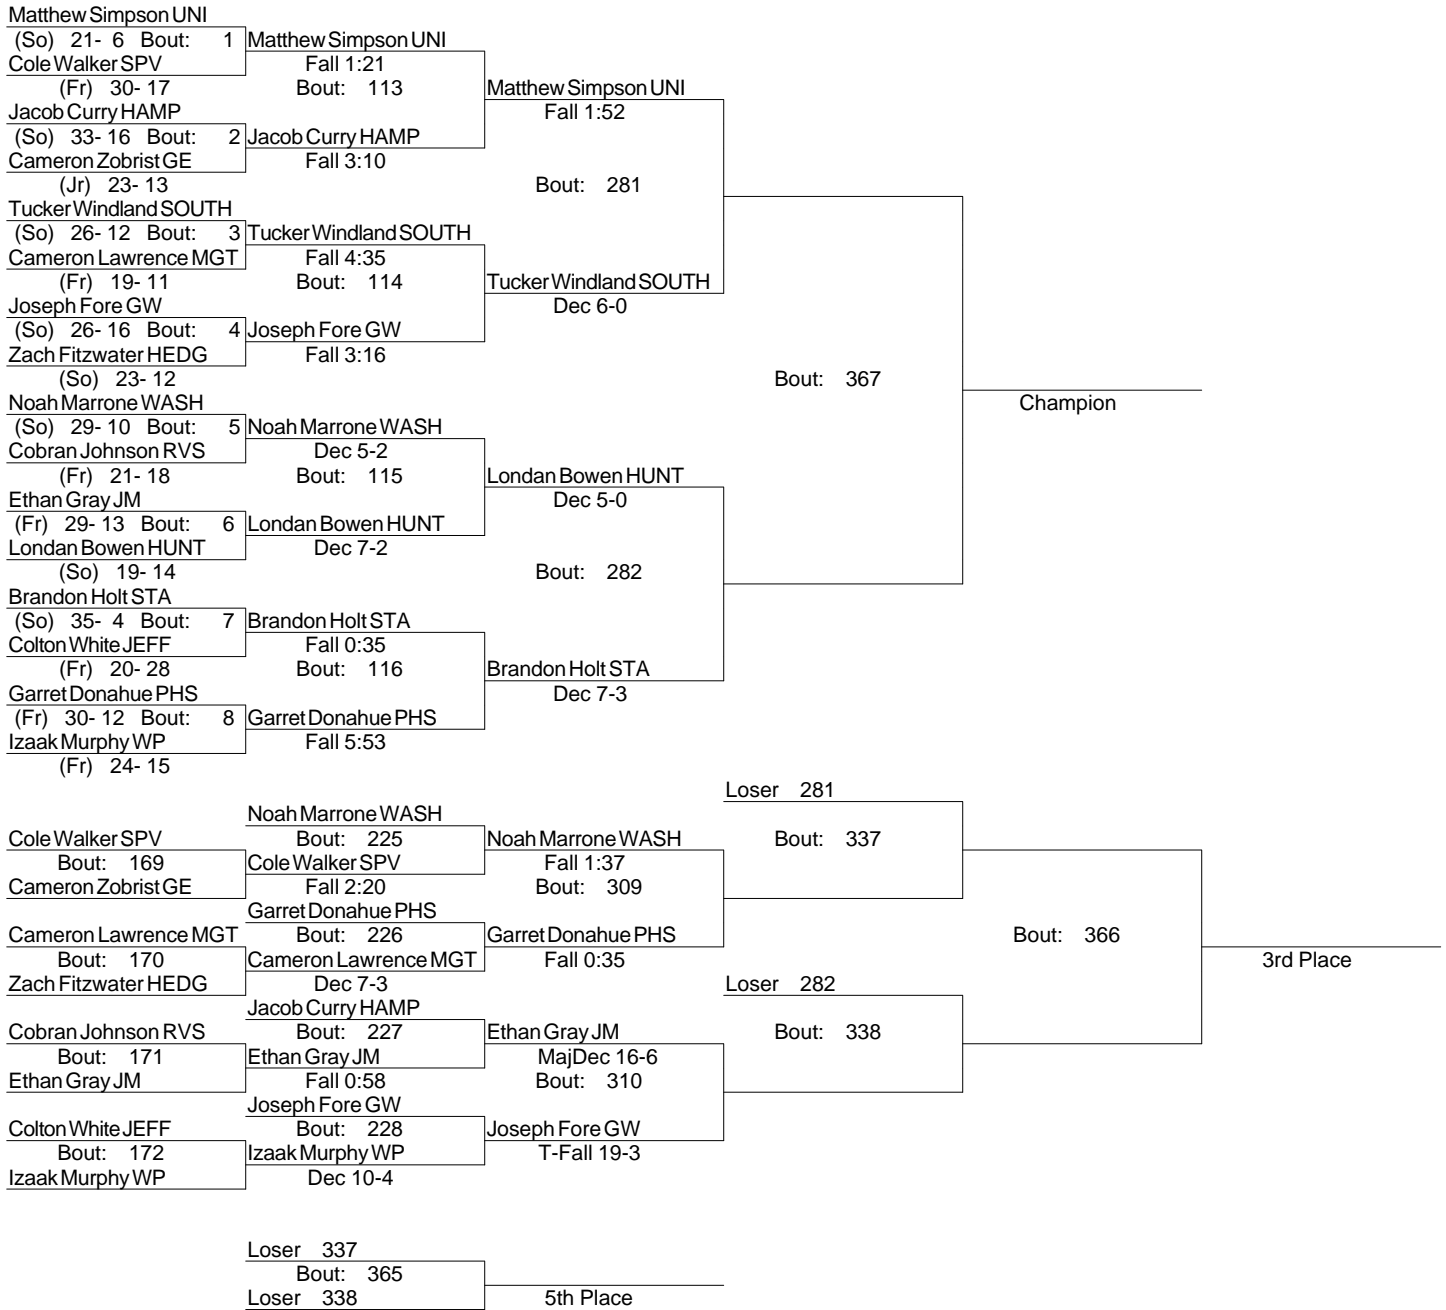 Matthew Simpson UNI
(So) 21- 6 Bout: 1 Matthew Simpson UNI
Cole Walker SPV Fall 1:21
(Fr) 30- 17 Bout: 113 Matthew Simpson UNI
Jacob Curry HAMP Fall 1:52
(So) 33- 16 Bout: 2 Jacob Curry HAMP
Cameron Zobrist GE Fall 3:10
(Jr) 23- 13 Bout: 281
Tucker Windland SOUTH
(So) 26- 12 Bout: 3 Tucker Windland SOUTH
Cameron Lawrence MGT Fall 4:35
(Fr) 19- 11 Bout: 114 Tucker Windland SOUTH
Joseph Fore GW Dec 6-0
(So) 26- 16 Bout: 4 Joseph Fore GW
Zach Fitzwater HEDG Fall 3:16
(So) 23- 12 Bout: 367
Noah Marrone WASH Champion
(So) 29- 10 Bout: 5 Noah Marrone WASH
Cobran Johnson RVS Dec 5-2
(Fr) 21- 18 Bout: 115 Londan Bowen HUNT
Ethan Gray JM Dec 5-0
(Fr) 29- 13 Bout: 6 Londan Bowen HUNT
Londan Bowen HUNT Dec 7-2
(So) 19- 14 Bout: 282
Brandon Holt STA
(So) 35- 4 Bout: 7 Brandon Holt STA
Colton White JEFF Fall 0:35
(Fr) 20- 28 Bout: 116 Brandon Holt STA
Garret Donahue PHS Dec 7-3
(Fr) 30- 12 Bout: 8 Garret Donahue PHS
Izaak Murphy WP Fall 5:53
(Fr) 24- 15
Loser 281
Noah Marrone WASH
Cole Walker SPV Bout: 225 Noah Marrone WASH Bout: 337
Bout: 169 Cole Walker SPV Fall 1:37
Cameron Zobrist GE Fall 2:20 Bout: 309
Garret Donahue PHS
Cameron Lawrence MGT Bout: 226 Garret Donahue PHS Bout: 366
Bout: 170 Cameron Lawrence MGT Fall 0:35 3rd Place
Zach Fitzwater HEDG Dec 7-3 Loser 282
Jacob Curry HAMP
Cobran Johnson RVS Bout: 227 Ethan Gray JM Bout: 338
Bout: 171 Ethan Gray JM MajDec 16-6
Ethan Gray JM Fall 0:58 Bout: 310
Joseph Fore GW
Colton White JEFF Bout: 228 Joseph Fore GW
Bout: 172 Izaak Murphy WP T-Fall 19-3
Izaak Murphy WP Dec 10-4
Loser 337
Bout: 365
Loser 338 5th Place